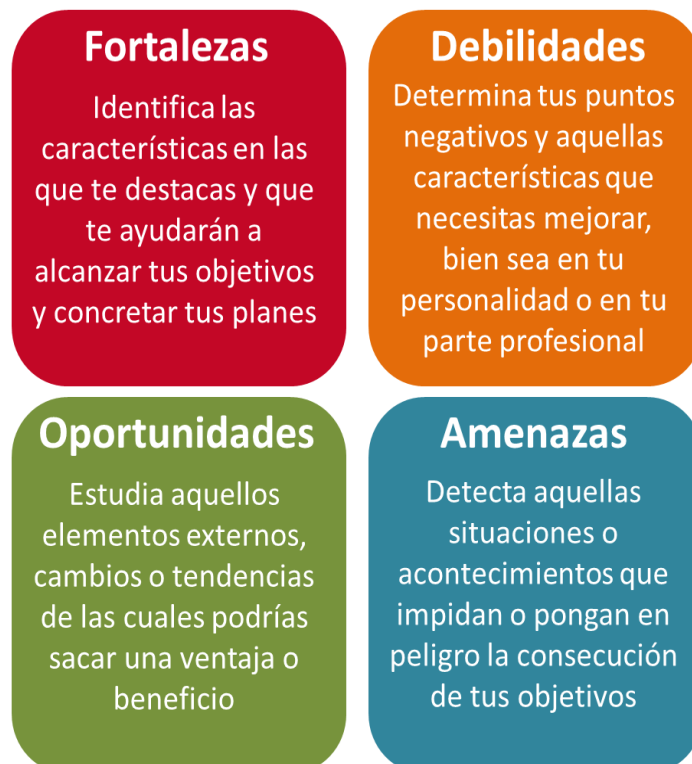 Fortalezas
Identifica las
características en las
que te destacas y que
te ayudarán a
alcanzar tus objetivos
y concretar tus planes
Debilidades
Determina tus puntos
negativos y aquellas
características que
necesitas mejorar,
bien sea en tu
personalidad o en tu
parte profesional
Oportunidades
Estudia aquellos
elementos externos,
cambios o tendencias
de las cuales podrías
sacar una ventaja o
beneficio
Amenazas
Detecta aquellas
situaciones o
acontecimientos que
impidan o pongan en
peligro la consecución
de tus objetivos